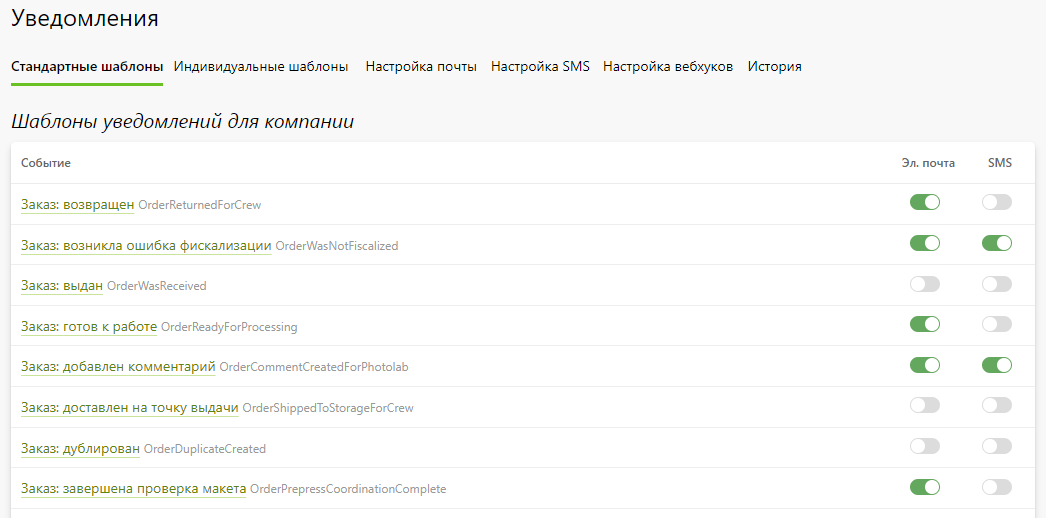 Уведомления
Стандартные шаблоны Индивидуальные шаблоны Настройка почты Настройка SMS Настройка вебхуков История
Шаблоны уведомлений для компании
Событие Эл. почта SMS
Заказ: возвращен OrderReturnedForCrew
Заказ: возникла ошибка фискализации OrderWasNotFiscalized
Заказ: выдан OrderWasReceived
Заказ: готов к работе OrderReadyForProcessing
Заказ: добавлен комментарий OrderCommentCreatedForPhotolab
Заказ: доставлен на точку выдачи OrderShippedToStorageForCrew
Заказ: дублирован OrderDuplicateCreated
Заказ: завершена проверка макета OrderPrepressCoordinationComplete